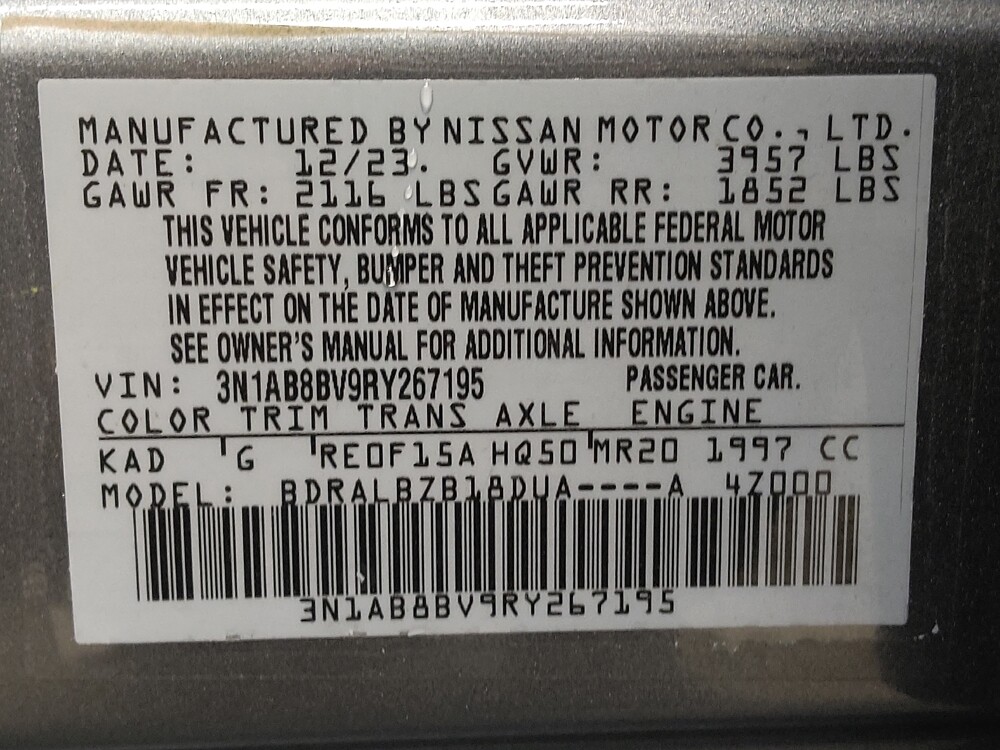 MANUFACTURED BY NISSAN MOTOR CO., LTD.
DATE: 12/23. GVWR: 3957 LBS
GAWR FR: 2116 LBS GAWR RR: 1852 LBS
THIS VEHICLE CONFORMS TO ALL APPLICABLE FEDERAL MOTOR
VEHICLE SAFETY, BUMPER AND THEFT PREVENTION STANDARDS
IN EFFECT ON THE DATE OF MANUFACTURE SHOWN ABOVE.
SEE OWNER'S MANUAL FOR ADDITIONAL INFORMATION.
VIN: 3N1AB8BV9RY267195 PASSENGER CAR.
COLOR TRIM TRANS AXLE ENGINE
KAD G RE0F15A HQ50 MR20 1997 CC
MODEL: BDRALBZB18DUA----A 4Z000
3N1AB8BV9RY267195